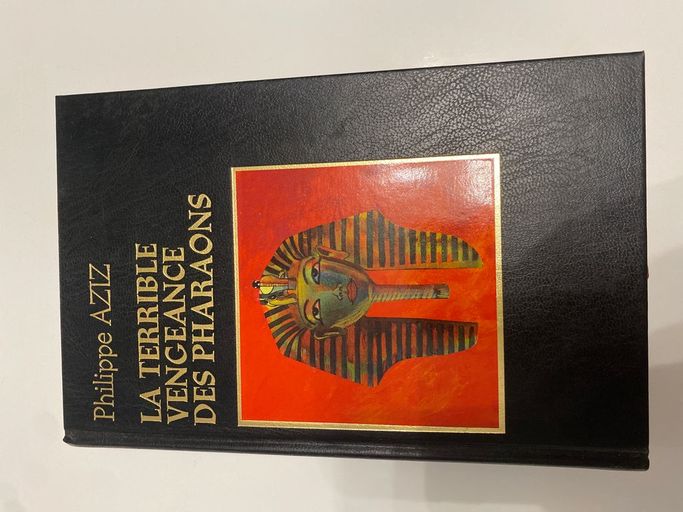 Philippe AZIZ
LA TERRIBLE
VENGEANCE
DES PHARAONS